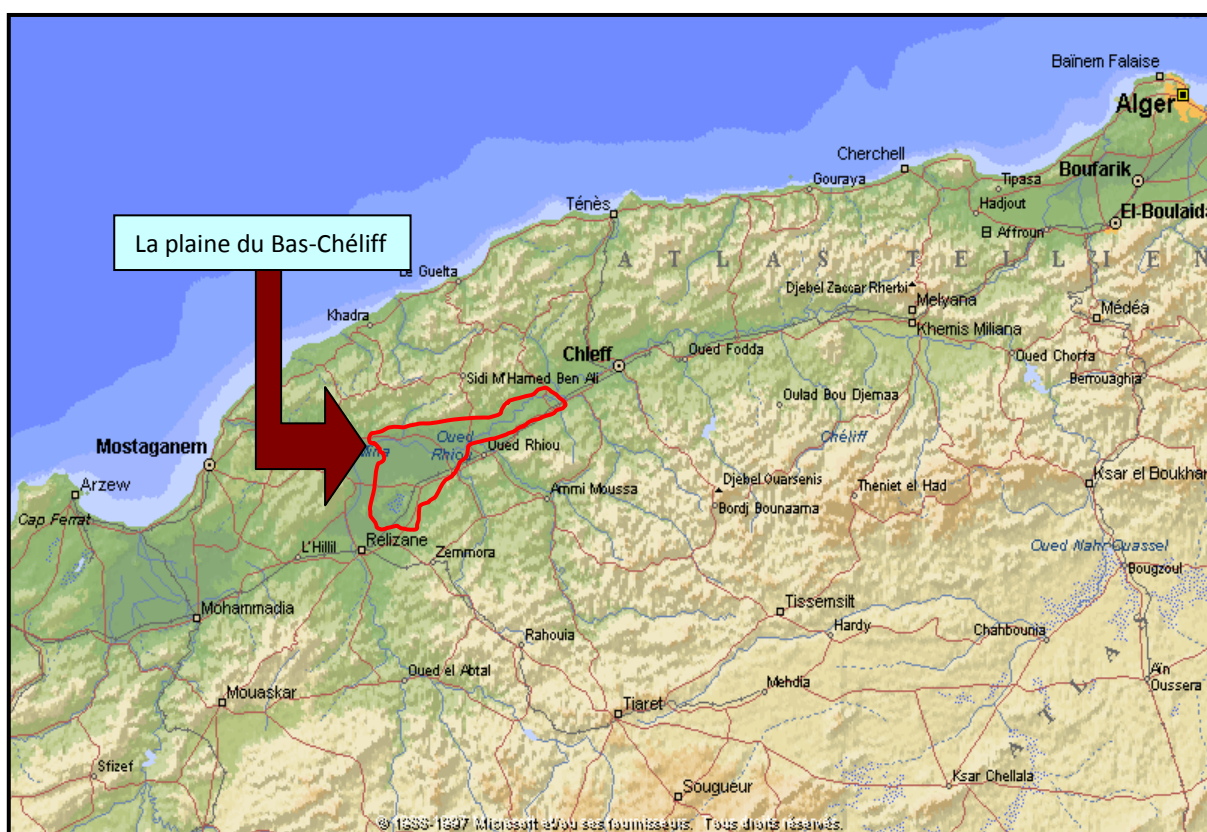 Baïnem Falaise
Alger
Cherchell
Tipasa
Gouraya
Boufarik
Hadjout
Ténès
El-Boulaida
El Affroun
La plaine du Bas-Chéliff
ATLAS TELLIEN
Le Guelta
Djebel Zaccar Rherbi
Melyana
Médéa
Khadra
Khemis Miliana
Chleff
Oued Fodda
Oued Chorfa
Sidi M'Hamed Ben Ali
Berrouaghia
Oulad Bou Djemaa
Mostaganem
Oued
Rhiou
Oued Rhiou
Chéliff
Ksar el Boukhar
Arzew
Djebel Ouarsenis
Theniet el Had
Ammi Moussa
Bordj Bounaama
Cap Ferrat
L'Hillil
Relizane
Zemmora
Oued Nahr Ouassel
Bougzoul
Mohammadia
Tissemsilt
Hardy
Chahbounia
Rahouia
Oued el Abtal
Mehdia
Aïn
Oussera
Mouaskar
Tiaret
ATLAS
Sfizef
Sougueur
Ksar Chellala
© 1988-1997 Microsoft et/ou ses fournisseurs. Tous droits réservés.